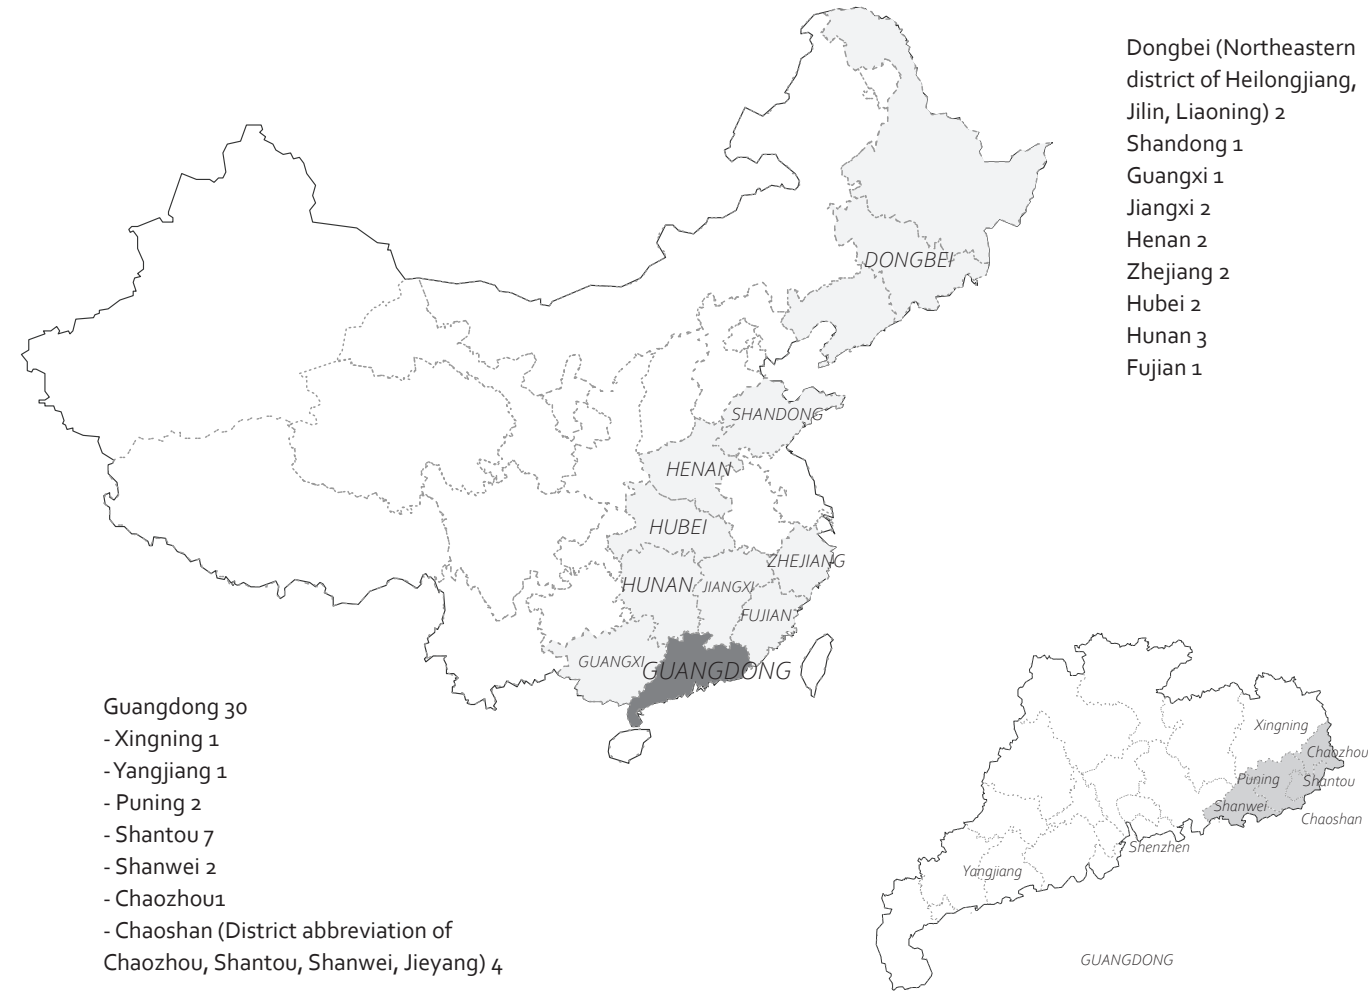 Dongbei (Northeastern
district of Heilongjiang,
Jilin, Liaoning) 2
Shandong 1
Guangxi 1
Jiangxi 2
Henan 2
Zhejiang 2
Hubei 2
Hunan 3
Fujian 1
DONGBEI
SHANDONG
HENAN
HUBEI
ZHEJIANG
HUNAN
JIANGXI
FUJIAN
GUANGXI
GUANGDONG
Guangdong 30
- Xingning 1
- Yangjiang 1
- Puning 2
- Shantou 7
- Shanwei 2
- Chaozhou1
- Chaoshan (District abbreviation of
Chaozhou, Shantou, Shanwei, Jieyang) 4
Xingning
Chaozhou
Puning
Shantou
Shanwei
Chaoshan
Shenzhen
Yangjiang
GUANGDONG